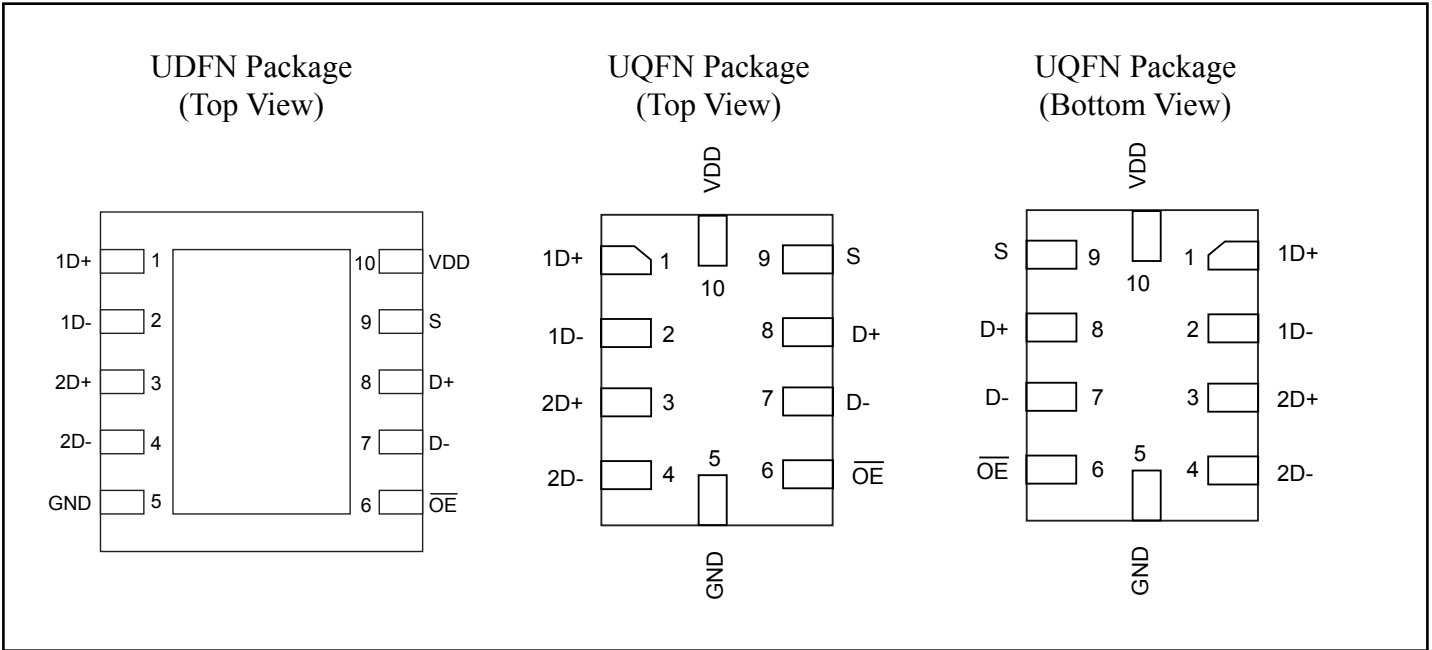 UDFN Package
(Top View)
1D+ 1 10 VDD
1D- 2 9 S
2D+ 3 8 D+
2D- 4 7 D-
GND 5 6 O̅E̅
UQFN Package
(Top View)
VDD
1D+ 1 9 S
10
1D- 2 8 D+
2D+ 3 7 D-
5
2D- 4 6 O̅E̅
GND
UQFN Package
(Bottom View)
VDD
S 9 1 1D+
10
D+ 8 2 1D-
D- 7 3 2D+
5
O̅E̅ 6 4 2D-
GND